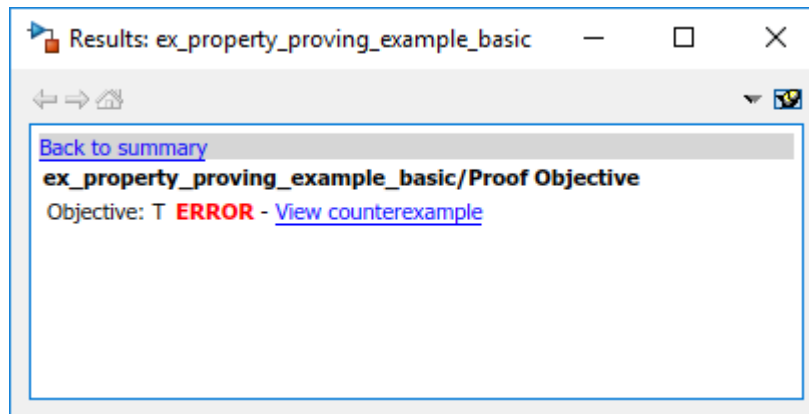 Results: ex_property_proving_example_basic
Back to summary
ex_property_proving_example_basic/Proof Objective
Objective: T ERROR - View counterexample